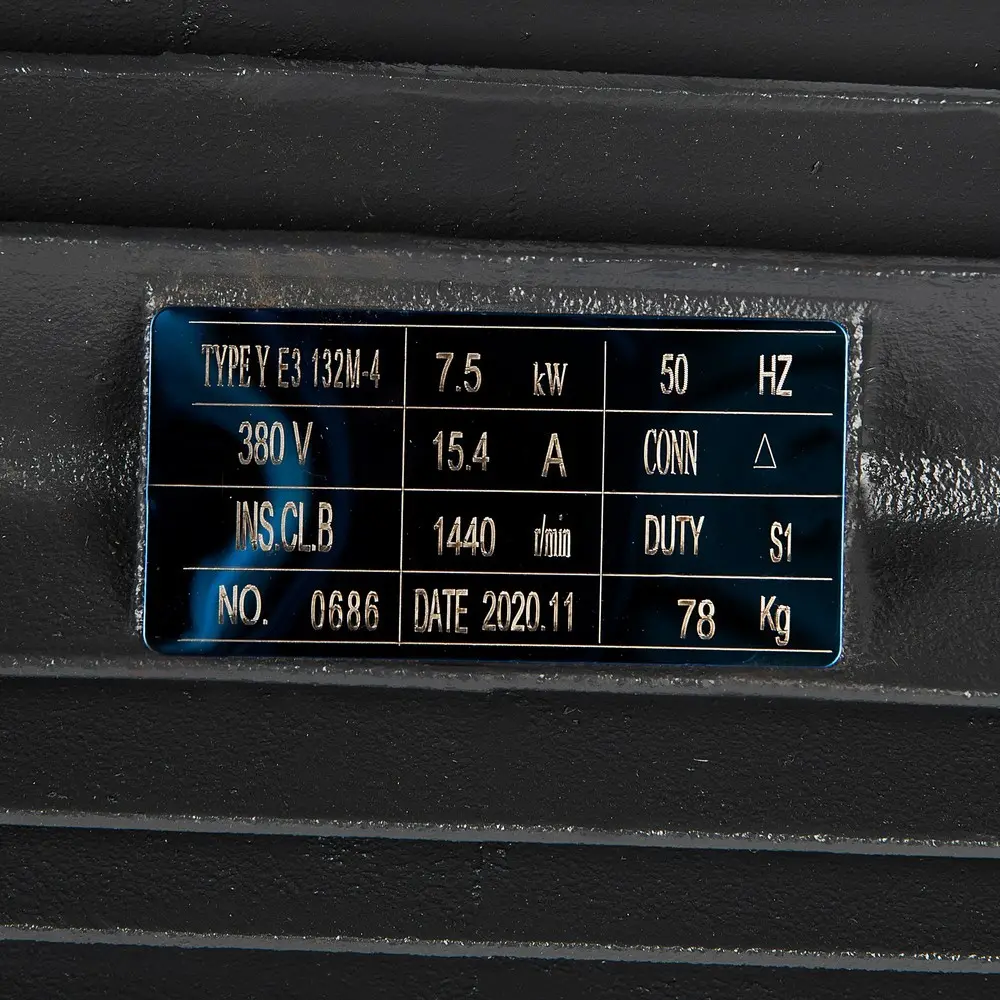 TYPE Y E3 132M-4 7.5 kW 50 HZ
380 V 15.4 A CONN △
INS.CL.B 1440 r/min DUTY S1
NO. 0686 DATE 2020.11 78 Kg